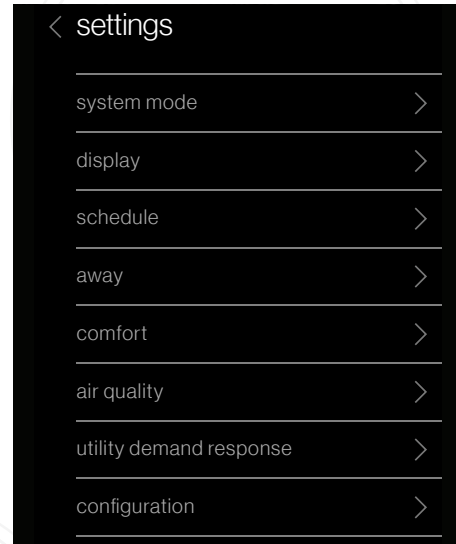 settings
system mode
display
schedule
away
comfort
air quality
utility demand response
configuration